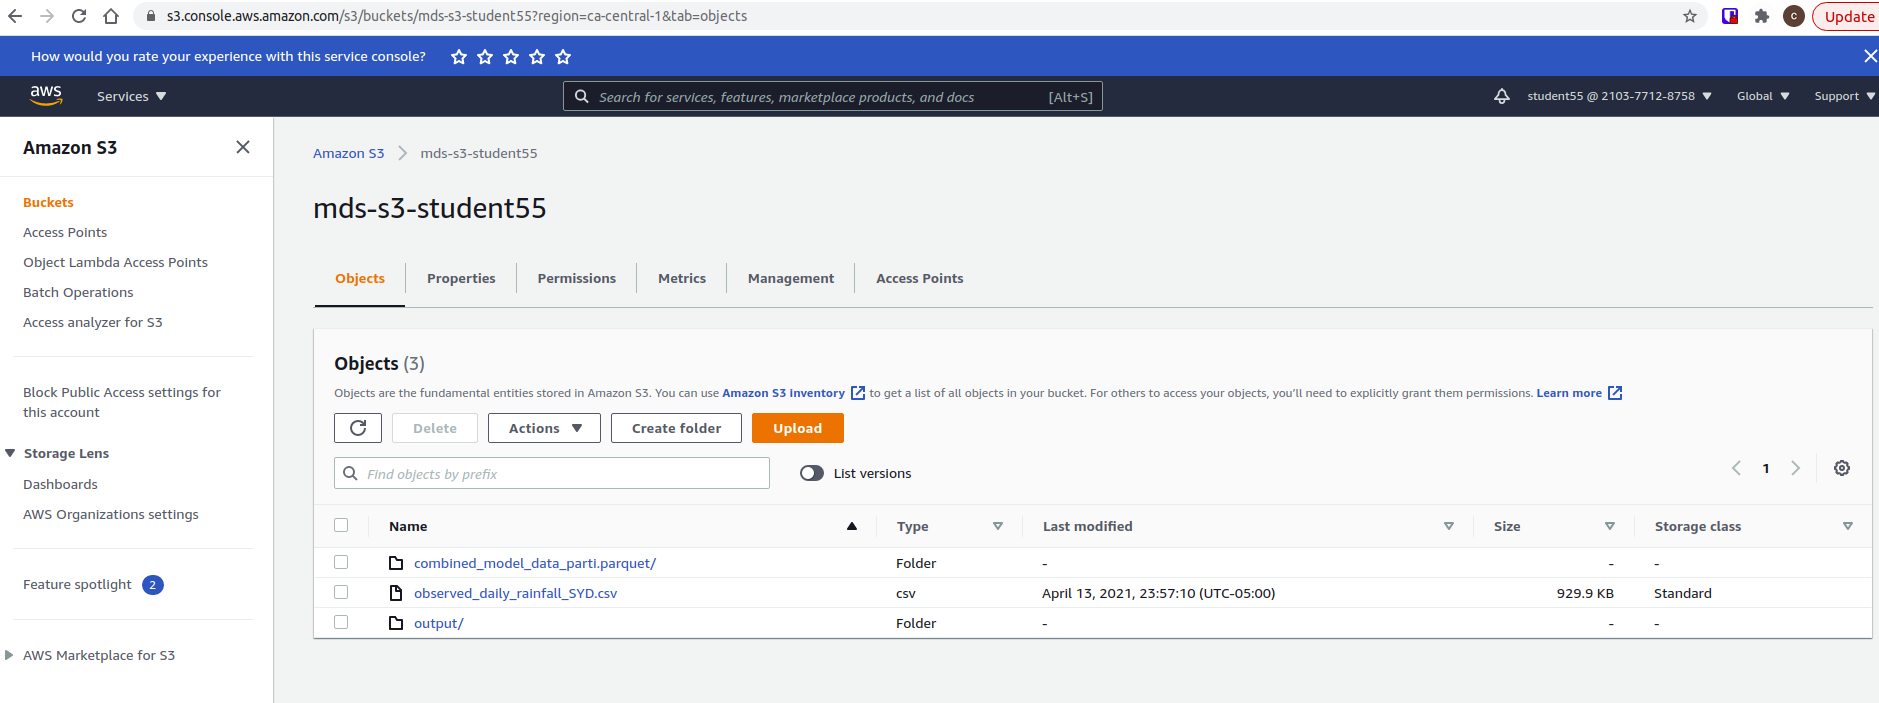 s3.console.aws.amazon.com/s3/buckets/mds-s3-student55?region=ca-central-1&tab=objects
C
Update
How would you rate your experience with this service console?
aws
Services
Search for services, features, marketplace products, and docs [Alt+S]
student55 @ 2103-7712-8758
Global
Support
Amazon S3
Buckets
Access Points
Object Lambda Access Points
Batch Operations
Access analyzer for S3
Block Public Access settings for
this account
Storage Lens
Dashboards
AWS Organizations settings
Feature spotlight 2
AWS Marketplace for S3
Amazon S3 mds-s3-student55
mds-s3-student55
Objects Properties Permissions Metrics Management Access Points
Objects (3)
Objects are the fundamental entities stored in Amazon S3. You can use Amazon S3 inventory to get a list of all objects in your bucket. For others to access your objects, you'll need to explicitly grant them permissions. Learn more
Delete Actions Create folder Upload
Find objects by prefix List versions 1
Name Type Last modified Size Storage class
combined_model_data_parti.parquet/ Folder - - -
observed_daily_rainfall_SYD.csv csv April 13, 2021, 23:57:10 (UTC-05:00) 929.9 KB Standard
output/ Folder - - -